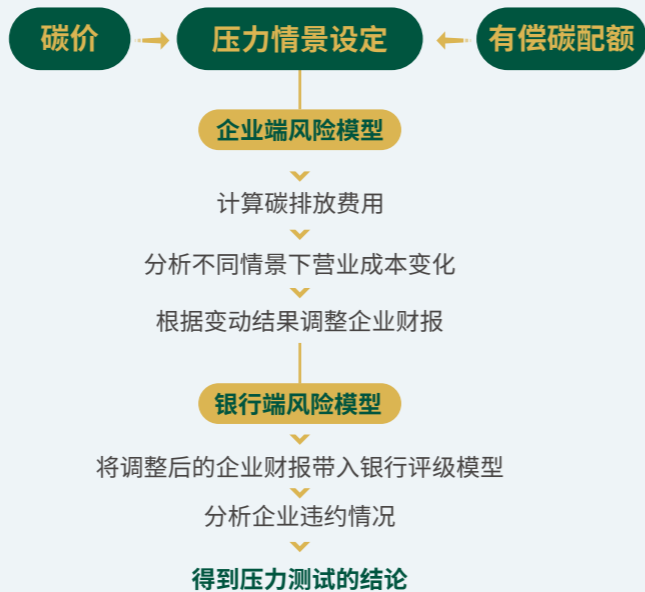 碳价
压力情景设定
有偿碳配额
企业端风险模型
计算碳排放费用
分析不同情景下营业成本变化
根据变动结果调整企业财报
银行端风险模型
将调整后的企业财报带入银行评级模型
分析企业违约情况
得到压力测试的结论